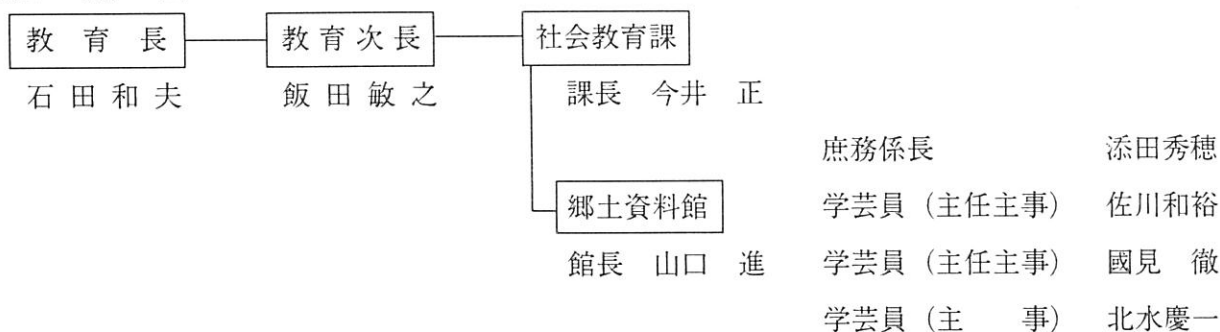 教育長 教育次長 社会教育課
石田和夫 飯田敏之 課長 今井 正
庶務係長 添田秀穂
郷土資料館 学芸員(主任主事) 佐川和裕
館長 山口 進 学芸員(主任主事) 國見 徹
学芸員(主 事) 北水慶一